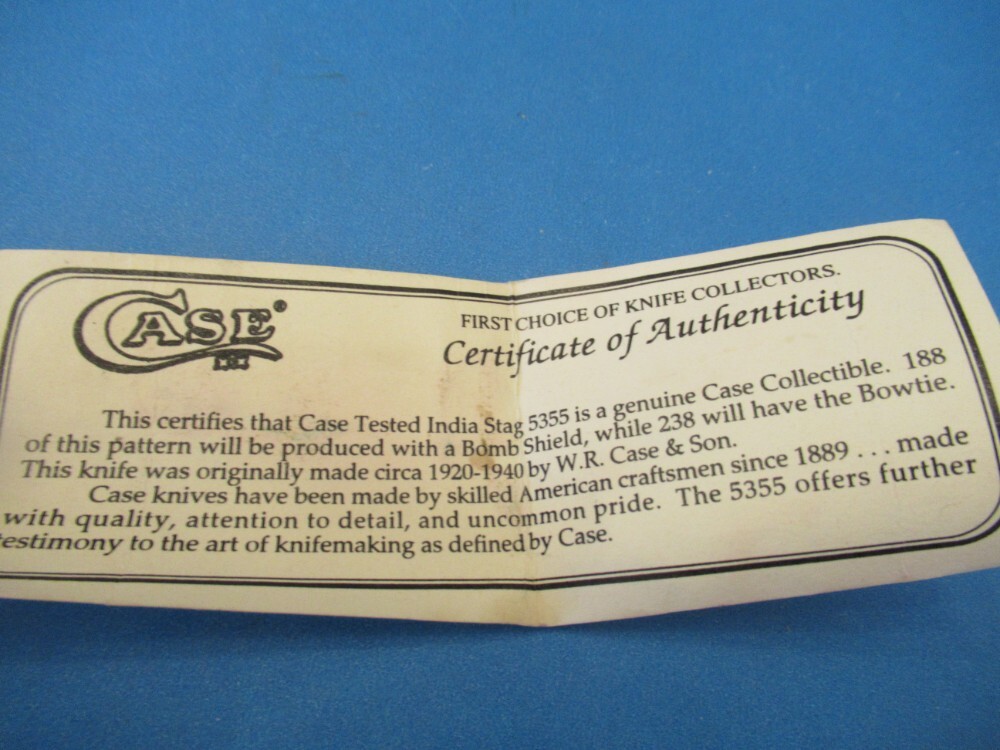 CASE®
XX
FIRST CHOICE OF KNIFE COLLECTORS.
Certificate of Authenticity
This certifies that Case Tested India Stag 5355 is a genuine Case Collectible. 188
of this pattern will be produced with a Bomb Shield, while 238 will have the Bowtie.
This knife was originally made circa 1920-1940 by W.R. Case & Son.
Case knives have been made by skilled American craftsmen since 1889 . . . made
with quality, attention to detail, and uncommon pride. The 5355 offers further
testimony to the art of knifemaking as defined by Case.